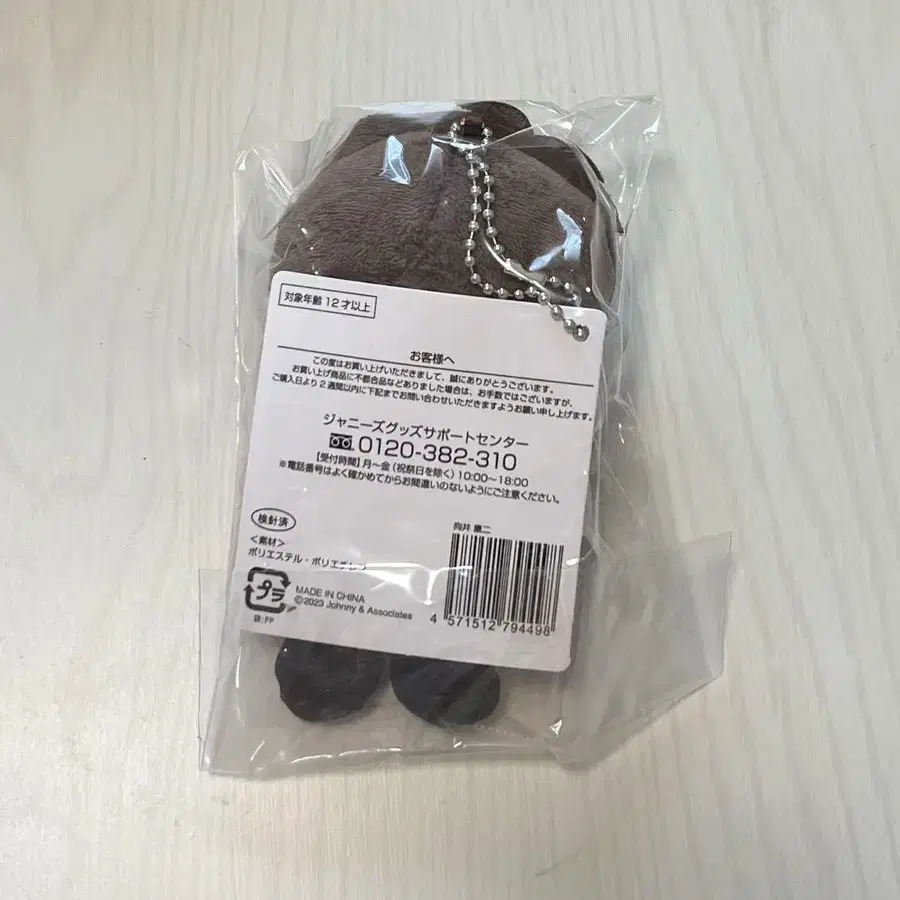 対象年齢12才以上
お客様へ
この度はお買い上げいただきまして、誠にありがとうございます。
お買い上げ商品に不都合品などありました場合は、お手数ではございますが、
ご購入日より2週間以内に下記までお問い合わせいただきますようお願い申し上げます。
ジャニーズグッズサポートセンター
0120-382-310
【受付時間】月〜金(祝祭日を除く)10:00〜18:00
※電話番号はよく確かめてからお間違いのないようにご注意ください。
検針済
向井 康二
<素材>
ポリエステル・ポリエチレン
プラ
袋:PP
MADE IN CHINA
©2023 Johnny & Associates
4 571512 794498